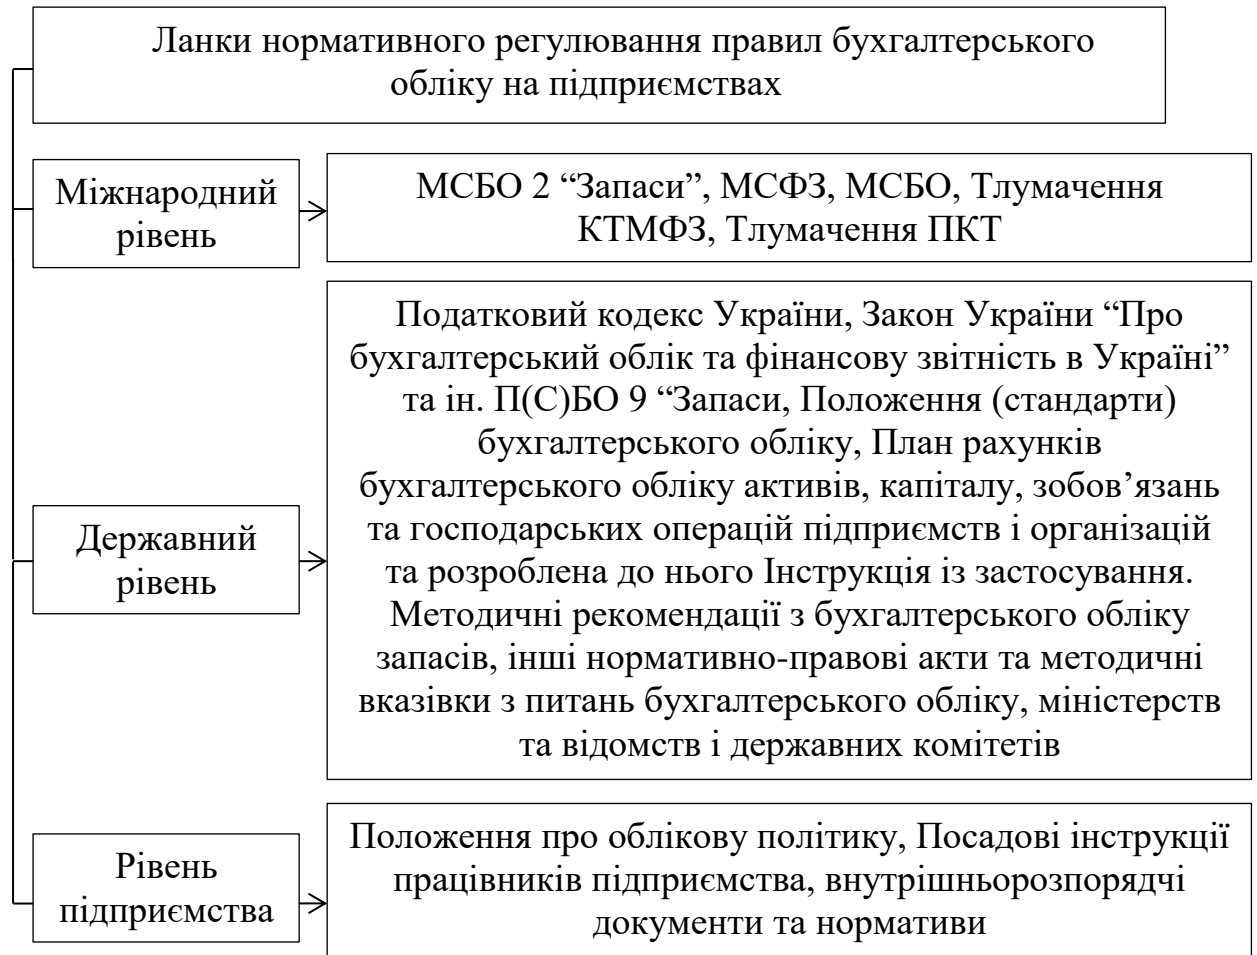 Ланки нормативного регулювання правил бухгалтерського
обліку на підприємствах
Міжнародний
рівень
МСБО 2 “Запаси”, МСФЗ, МСБО, Тлумачення
КТМФЗ, Тлумачення ПКТ
Державний
рівень
Податковий кодекс України, Закон України “Про
бухгалтерський облік та фінансову звітність в Україні”
та ін. П(С)БО 9 “Запаси, Положення (стандарти)
бухгалтерського обліку, План рахунків
бухгалтерського обліку активів, капіталу, зобов’язань
та господарських операцій підприємств і організацій
та розроблена до нього Інструкція із застосування.
Методичні рекомендації з бухгалтерського обліку
запасів, інші нормативно-правові акти та методичні
вказівки з питань бухгалтерського обліку, міністерств
та відомств і державних комітетів
Рівень
підприємства
Положення про облікову політику, Посадові інструкції
працівників підприємства, внутрішньорозпорядчі
документи та нормативи